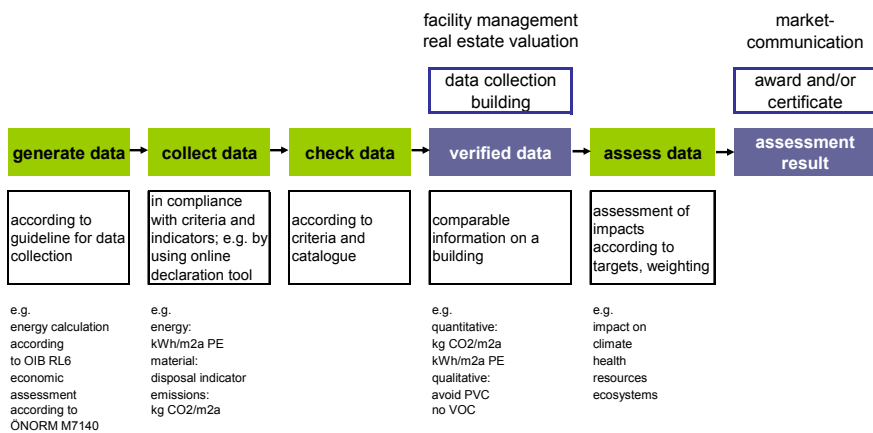 facility management
real estate valuation
market-
communication
data collection
building
award and/or
certificate
generate data
collect data
check data
verified data
assess data
assessment
result
according to
guideline for data
collection
in compliance
with criteria and
indicators; e.g. by
using online
declaration tool
according to
criteria and
catalogue
comparable
information on a
building
assessment of
impacts
according to
targets, weighting
e.g.
energy calculation
according
to OIB RL6
economic
assessment
according to
ÖNORM M7140
e.g.
energy:
kWh/m2a PE
material:
disposal indicator
emissions:
kg CO2/m2a
e.g.
quantitative:
kg CO2/m2a
kWh/m2a PE
qualitative:
avoid PVC
no VOC
e.g.
impact on
climate
health
resources
ecosystems